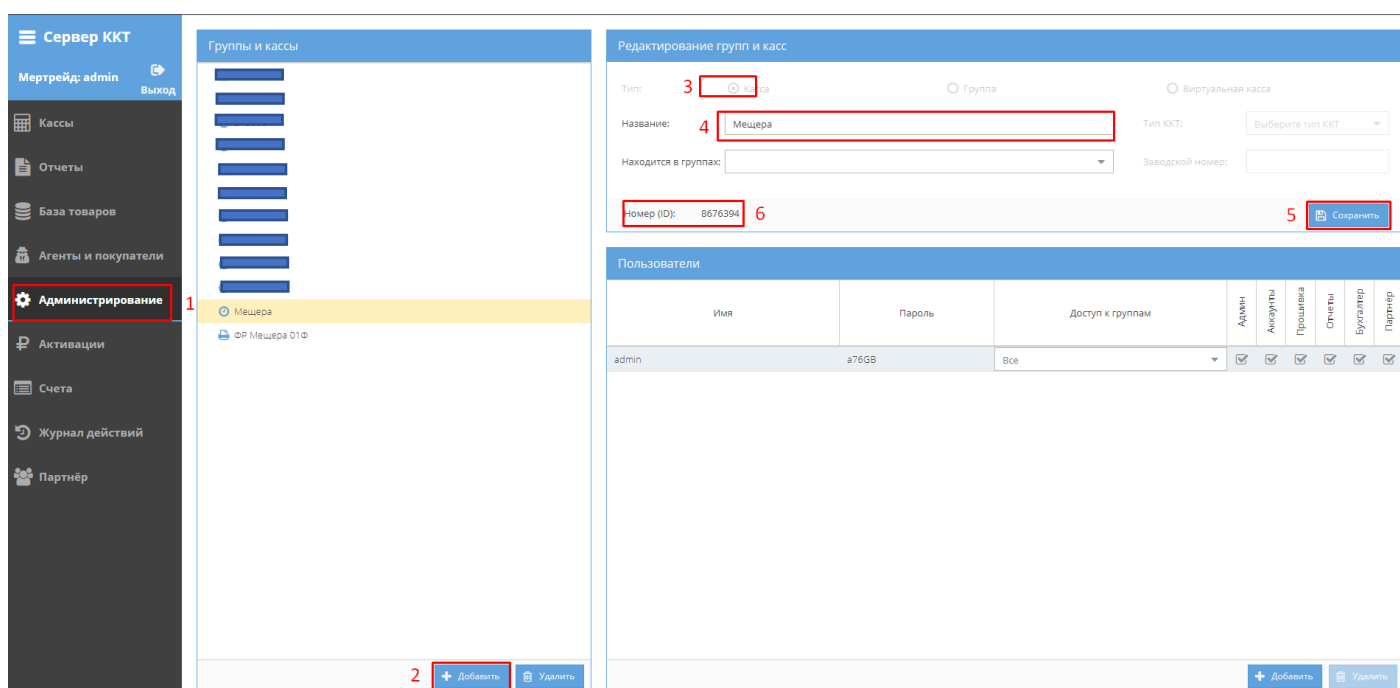 Сервер ККТ
Мертрейд: admin
Выход
Кассы
Отчеты
База товаров
Агенты и покупатели
Администрирование
1
Активации
Счета
Журнал действий
Партнёр
Группы и кассы
Мещера
ФР Мещера 01Ф
2
Добавить
Удалить
Редактирование групп и касс
Тип: 3 Касса Группа Виртуальная касса
Название: 4 Мещера Тип ККТ: Выберите тип ККТ
Находится в группах: Заводской номер:
Номер (ID): 8676394 6 5 Сохранить
Пользователи
Имя Пароль Доступ к группам Админ Аккаунты Прошивка Отчеты Бухгалтер Партнёр
admin a76GB Все
Добавить Удалить